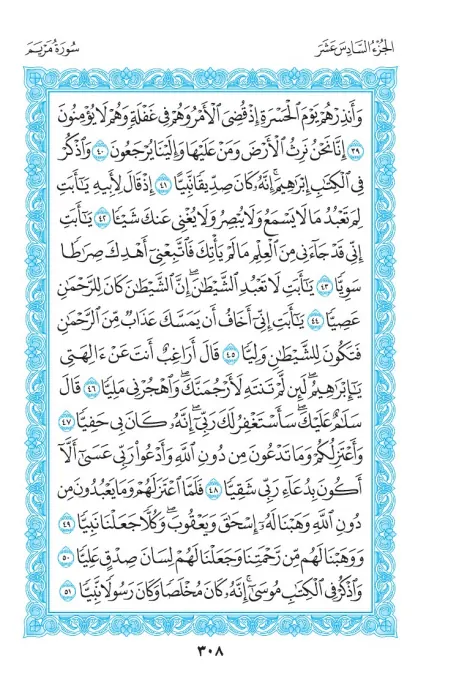 الجزء السادس عشر
سورة مريم
وَأَنذِرْهُمْ يَوْمَ ٱلْحَسْرَةِ إِذْ قُضِىَ ٱلْأَمْرُ وَهُمْ فِى غَفْلَةٍ وَهُمْ لَا يُؤْمِنُونَ
٣٩ إِنَّا نَحْنُ نَرِثُ ٱلْأَرْضَ وَمَنْ عَلَيْهَا وَإِلَيْنَا يُرْجَعُونَ ٤٠ وَٱذْكُرْ
فِى ٱلْكِتَٰبِ إِبْرَٰهِيمَ ۚ إِنَّهُۥ كَانَ صِدِّيقًا نَّبِيًّا ٤١ إِذْ قَالَ لِأَبِيهِ يَٰٓأَبَتِ
لِمَ تَعْبُدُ مَا لَا يَسْمَعُ وَلَا يُبْصِرُ وَلَا يُغْنِى عَنكَ شَيْـًٔا ٤٢ يَٰٓأَبَتِ
إِنِّى قَدْ جَآءَنِى مِنَ ٱلْعِلْمِ مَا لَمْ يَأْتِكَ فَٱتَّبِعْنِىٓ أَهْدِكَ صِرَٰطًا
سَوِيًّا ٤٣ يَٰٓأَبَتِ لَا تَعْبُدِ ٱلشَّيْطَٰنَ ۖ إِنَّ ٱلشَّيْطَٰنَ كَانَ لِلرَّحْمَٰنِ
عَصِيًّا ٤٤ يَٰٓأَبَتِ إِنِّىٓ أَخَافُ أَن يَمَسَّكَ عَذَابٌ مِّنَ ٱلرَّحْمَٰنِ
فَتَكُونَ لِلشَّيْطَٰنِ وَلِيًّا ٤٥ قَالَ أَرَاغِبٌ أَنتَ عَنْ ءَالِهَتِى
يَٰٓإِبْرَٰهِيمُ ۖ لَئِن لَّمْ تَنتَهِ لَأَرْجُمَنَّكَ ۖ وَٱهْجُرْنِى مَلِيًّا ٤٦ قَالَ
سَلَٰمٌ عَلَيْكَ ۖ سَأَسْتَغْفِرُ لَكَ رَبِّىٓ ۖ إِنَّهُۥ كَانَ بِى حَفِيًّا ٤٧
وَأَعْتَزِلُكُمْ وَمَا تَدْعُونَ مِن دُونِ ٱللَّهِ وَأَدْعُوا۟ رَبِّى عَسَىٰٓ أَلَّآ
أَكُونَ بِدُعَآءِ رَبِّى شَقِيًّا ٤٨ فَلَمَّا ٱعْتَزَلَهُمْ وَمَا يَعْبُدُونَ مِن
دُونِ ٱللَّهِ وَهَبْنَا لَهُۥٓ إِسْحَٰقَ وَيَعْقُوبَ ۖ وَكُلًّا جَعَلْنَا نَبِيًّا ٤٩
وَوَهَبْنَا لَهُم مِّن رَّحْمَتِنَا وَجَعَلْنَا لَهُمْ لِسَانَ صِدْقٍ عَلِيًّا ٥٠
وَٱذْكُرْ فِى ٱلْكِتَٰبِ مُوسَىٰٓ ۚ إِنَّهُۥ كَانَ مُخْلَصًا وَكَانَ رَسُولًا نَّبِيًّا ٥١
٣٠٨